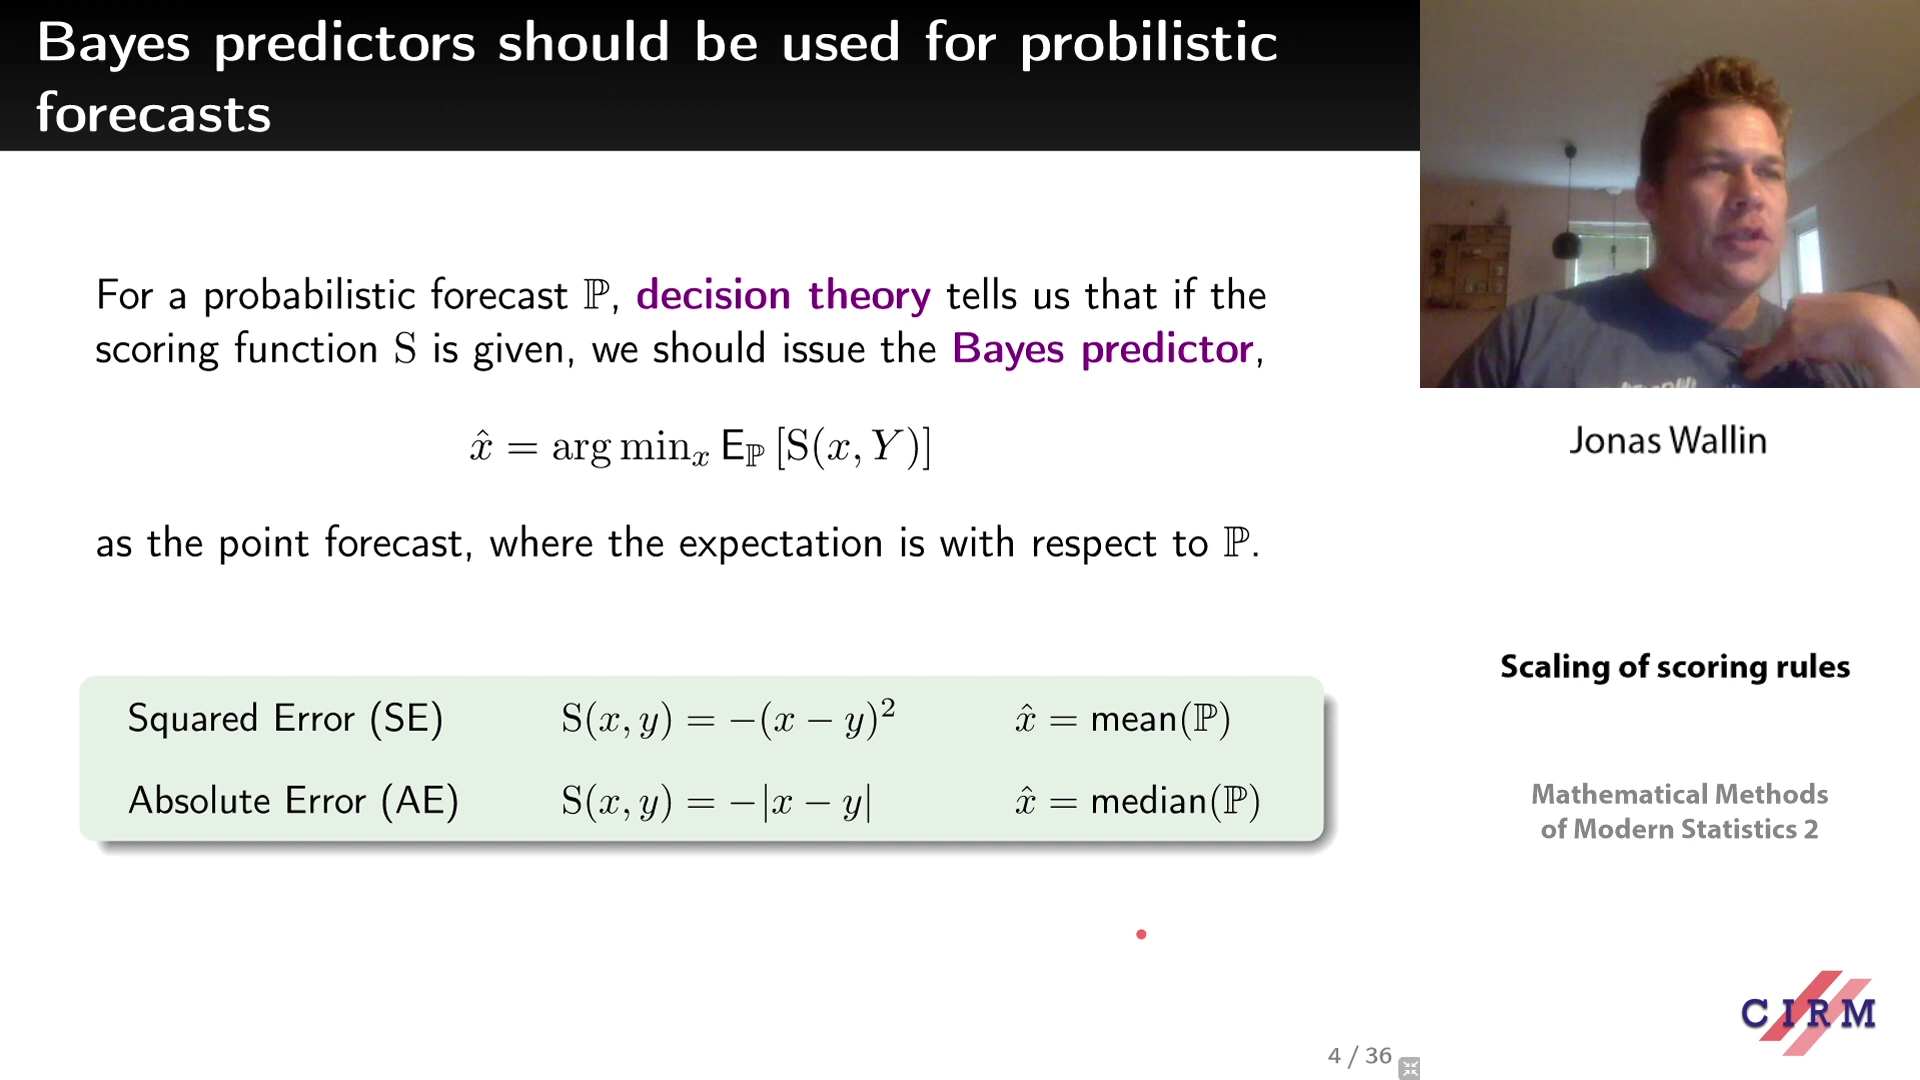 Bayes predictors should be used for probilistic
forecasts
For a probabilistic forecast ℙ, decision theory tells us that if the
scoring function S is given, we should issue the Bayes predictor,
x̂ = arg minₓ E_ℙ [S(x, Y)]
as the point forecast, where the expectation is with respect to ℙ.
Squared Error (SE) S(x, y) = −(x − y)² x̂ = mean(ℙ)
Absolute Error (AE) S(x, y) = −|x − y| x̂ = median(ℙ)
4 / 36
Jonas Wallin
Scaling of scoring rules
Mathematical Methods
of Modern Statistics 2
CIRM